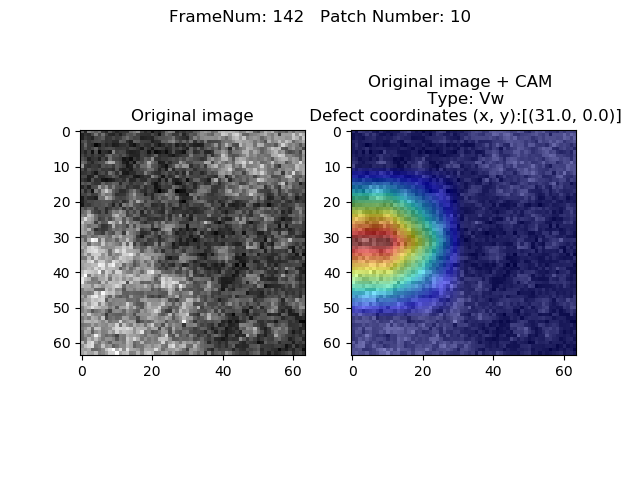 FrameNum: 142   Patch Number: 10
Original image
Original image + CAM
Type: Vw
Defect coordinates (x, y):[(31.0, 0.0)]
0
10
20
30
40
50
60
0 20 40 60
0
10
20
30
40
50
60
0 20 40 60